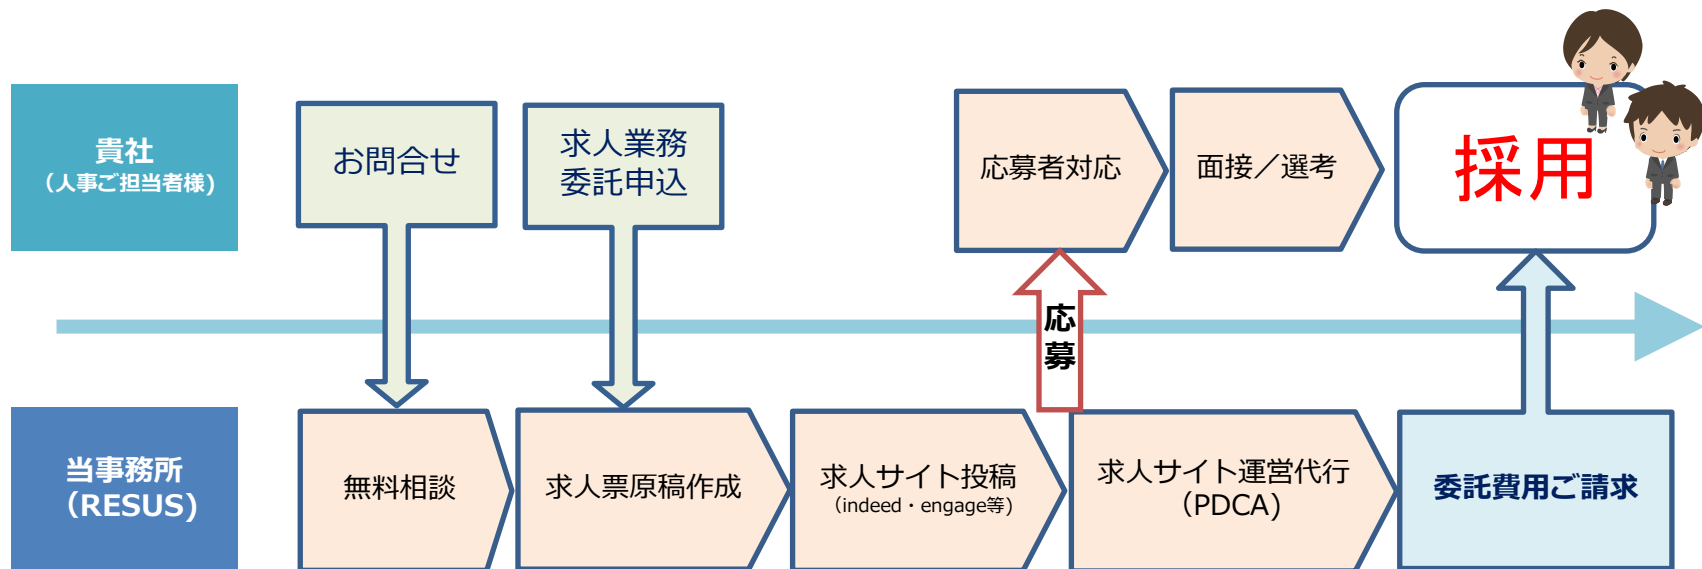 貴社
（人事ご担当者様)
お問合せ
求人業務
委託申込
応募者対応
面接／選考
採用
応
募
当事務所
（RESUS)
無料相談
求人票原稿作成
求人サイト投稿
（indeed・engage等)
求人サイト運営代行
（PDCA)
委託費用ご請求